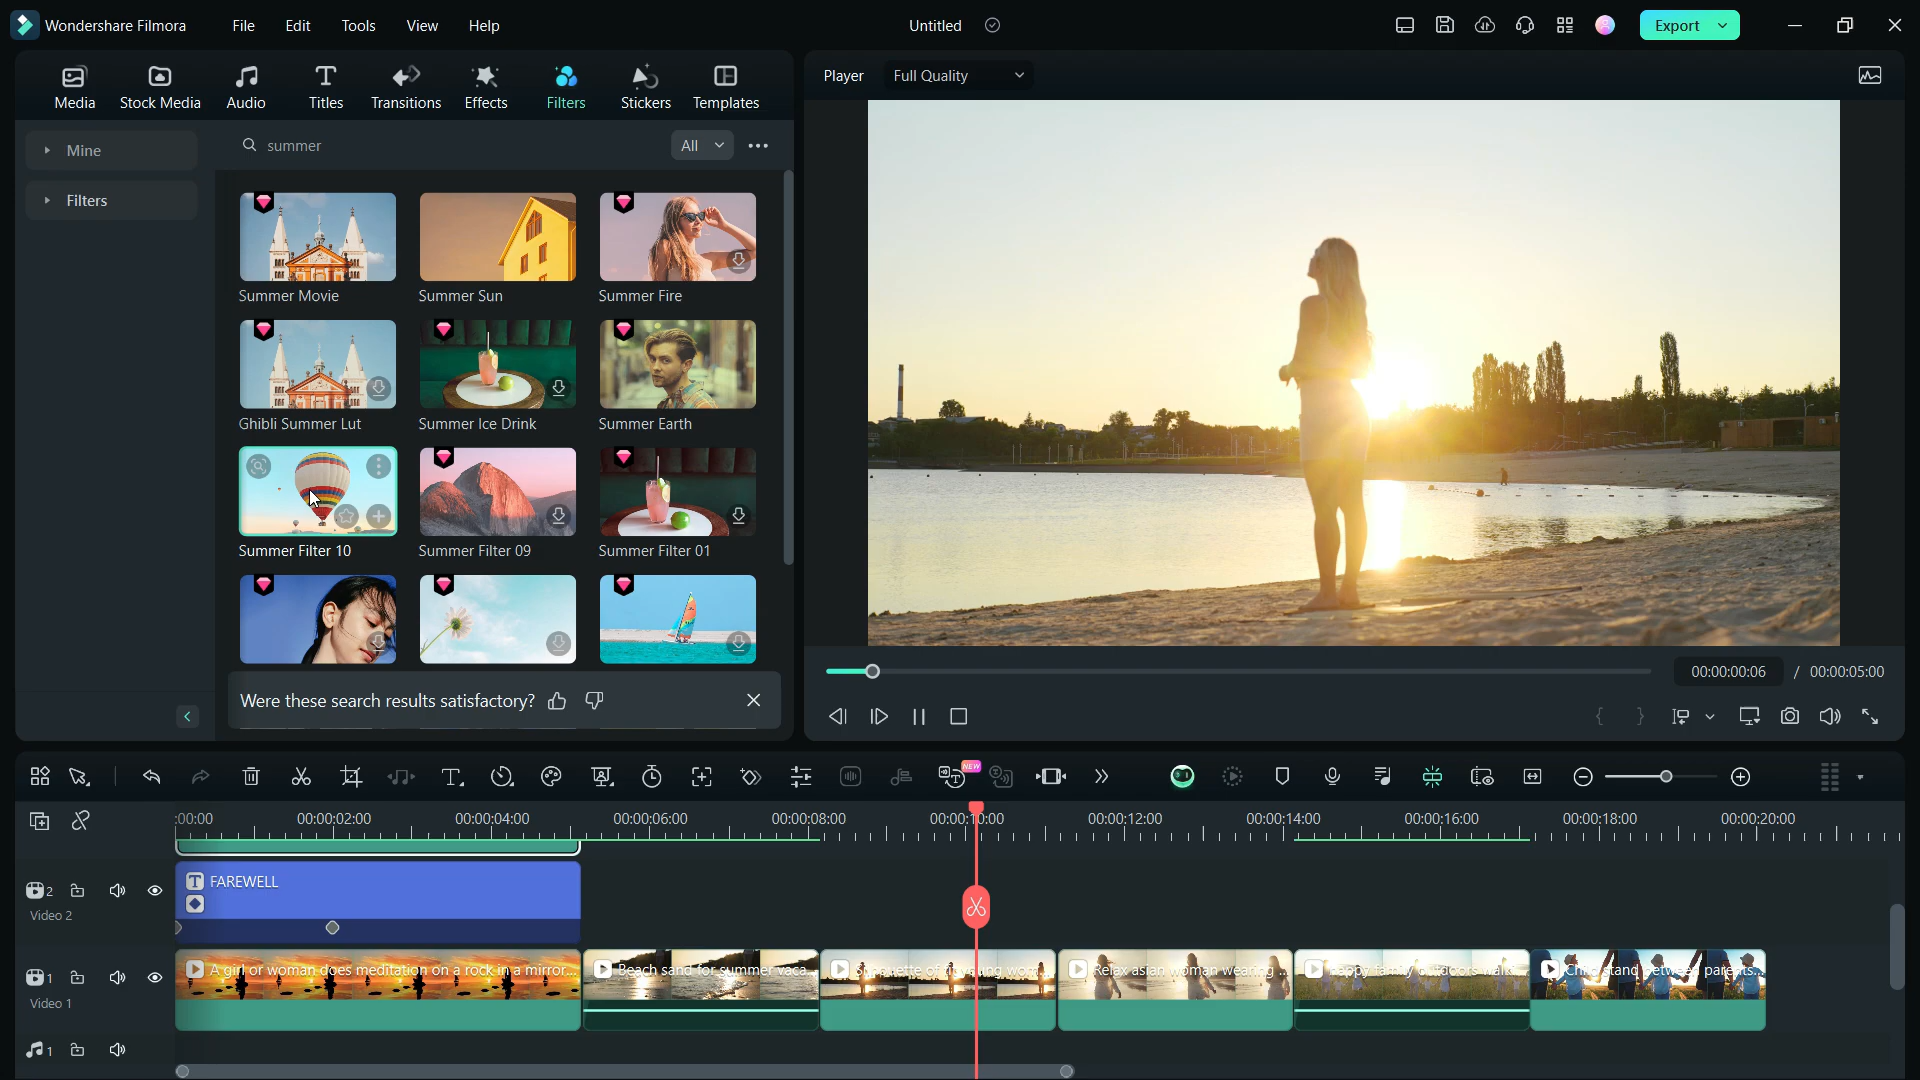 Wondershare Filmora
File
Edit
Tools
View
Help
Untitled
Export
Media
Stock Media
Audio
Titles
Transitions
Effects
Filters
Stickers
Templates
Player
Full Quality
Mine
Filters
summer
All
Summer Movie
Summer Sun
Summer Fire
Ghibli Summer Lut
Summer Ice Drink
Summer Earth
Summer Filter 10
Summer Filter 09
Summer Filter 01
Were these search results satisfactory?
00:00:00:06 / 00:00:05:00
NEW
:00:00
00:00:02:00
00:00:04:00
00:00:06:00
00:00:08:00
00:00:10:00
00:00:12:00
00:00:14:00
00:00:16:00
00:00:18:00
00:00:20:00
2
Video 2
T FAREWELL
1
Video 1
A girl or woman does meditation on a rock in a mirror...
Beach sand for summer vaca...
Relax asian woman wearing ...
Happy family outdoors walk...
Child stand between parents...
1